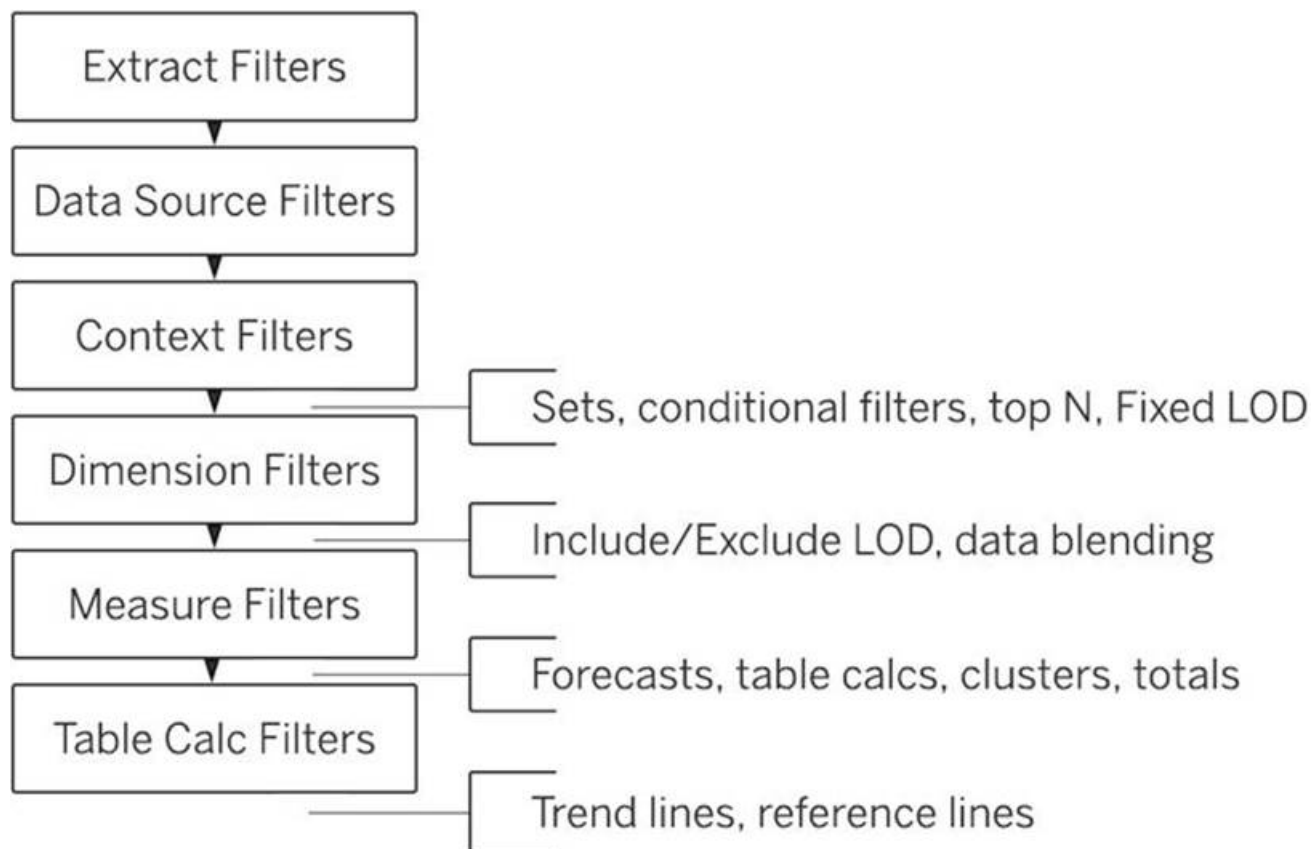 Extract Filters
Data Source Filters
Context Filters
Sets, conditional filters, top N, Fixed LOD
Dimension Filters
Include/Exclude LOD, data blending
Measure Filters
Forecasts, table calcs, clusters, totals
Table Calc Filters
Trend lines, reference lines